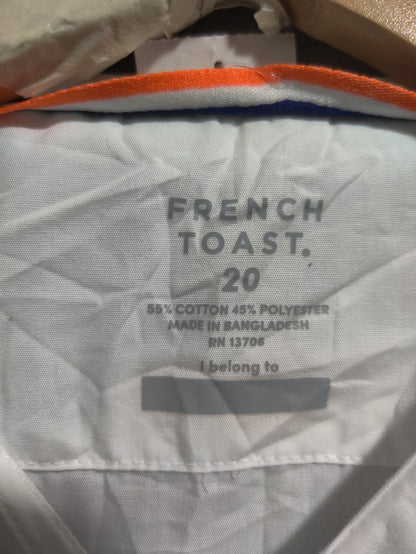 FRENCH
TOAST.
20
55% COTTON 45% POLYESTER
MADE IN BANGLADESH
RN 13706
I belong to